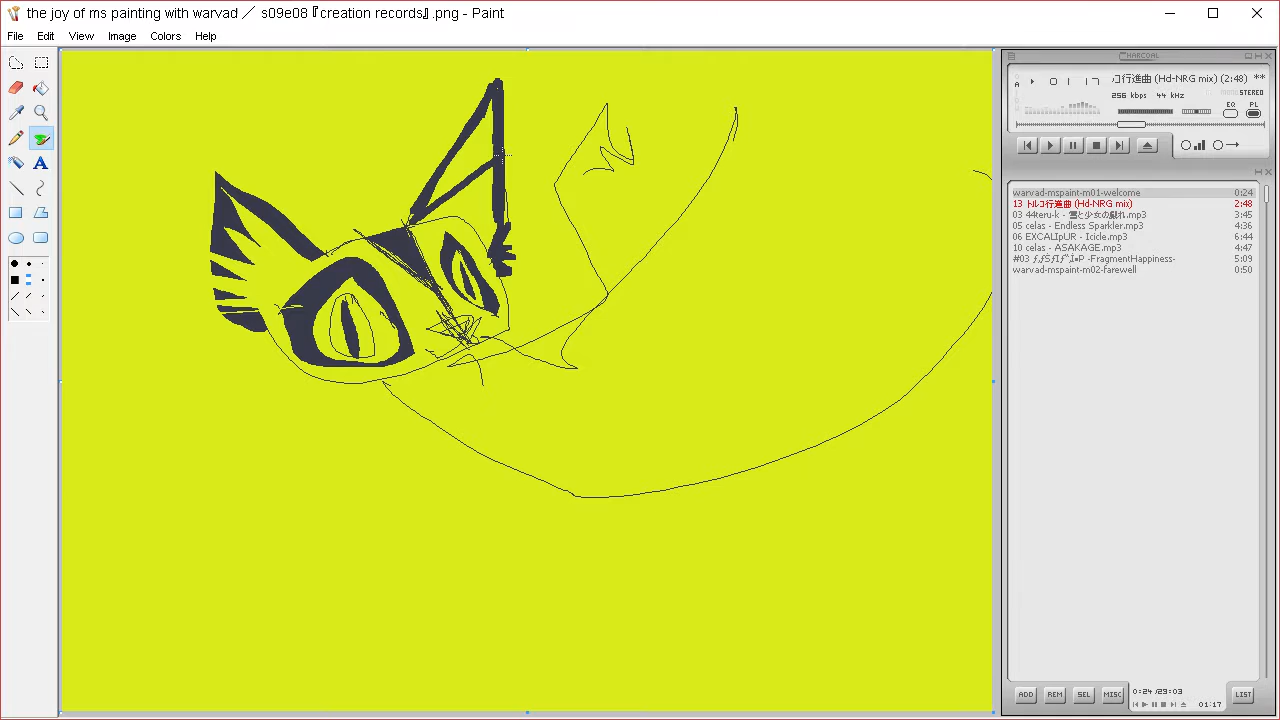 the joy of ms painting with warvad ／ s09e08『creation records』.png - Paint
File Edit View Image Colors Help
CHARCOAL
行進曲 (Hd-NRG mix) (2:48) **
256 kbps 44 kHz STEREO
EQ PL
warvad-mspaint-m01-welcome 0:24
行進曲 (Hd-NRG mix) 2:48
03 44teru-k - 雪と少女の戯れ.mp3 3:45
05 celas - Endless Sparkler.mp3 4:36
06 EXCALIpUR - Icicle.mp3 6:44
10 celas - ASAKAGE.mp3 4:47
-FragmentHappiness- 5:09
warvad-mspaint-m02-farewell 0:50
ADD REM SEL MISC 0:24/29:03 01:17 LIST